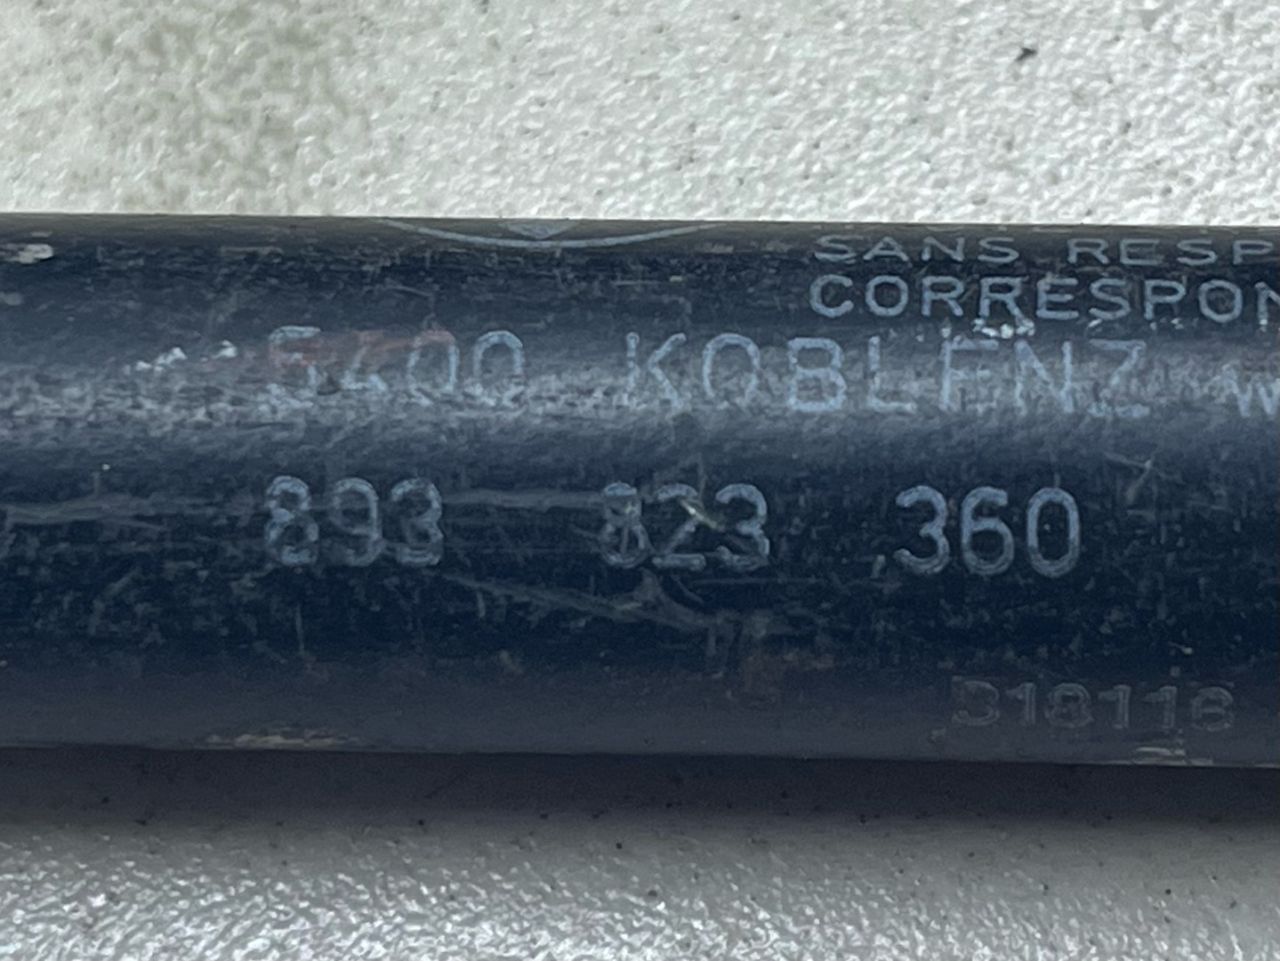 SANS RESP
CORRESPON
5400 KOBLENZ W
893 823 360
318116